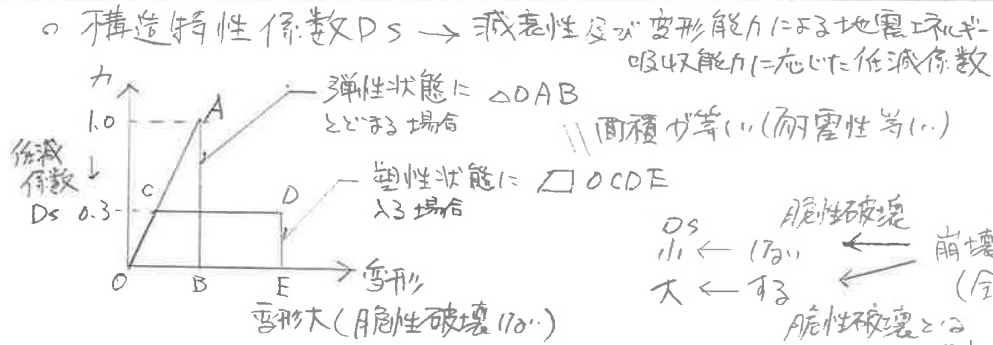 ○ 構造特性係数Ds → 減衰性及び変形能力による地震エネルギー
吸収能力に応じた低減係数
力
A
1.0
弾性状態に △OAB
とどまる場合
面積が等しい(耐震性等しい)
低減
係数
↓
C
D
塑性状態に ▱OCDE
入る場合
Ds 0.3
O B E
変形
変形大(脆性破壊しない)
Ds
脆性破壊
小 ← しない ← 崩壊
大 ← する ←
脆性破壊とは